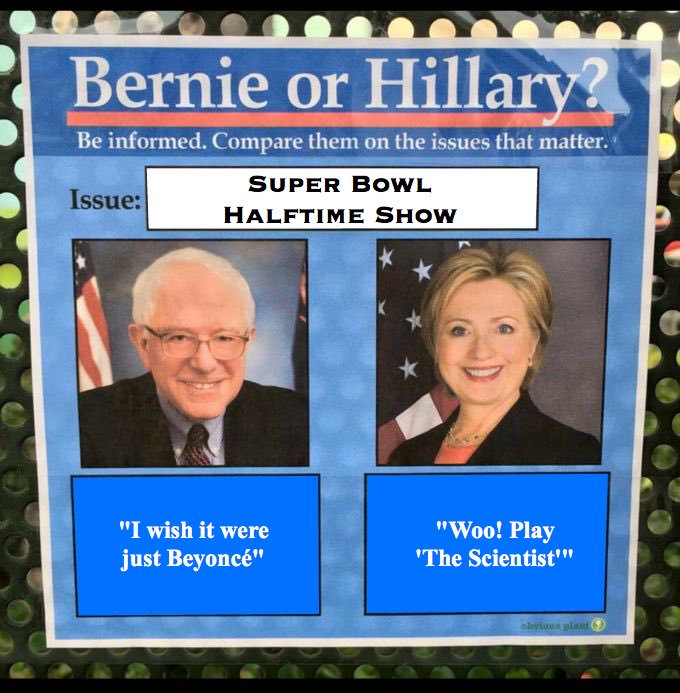 Bernie or Hillary?
Be informed. Compare them on the issues that matter.
Issue:
SUPER BOWL
HALFTIME SHOW
"I wish it were
just Beyoncé"
"Woo! Play
'The Scientist'"
obvious plant